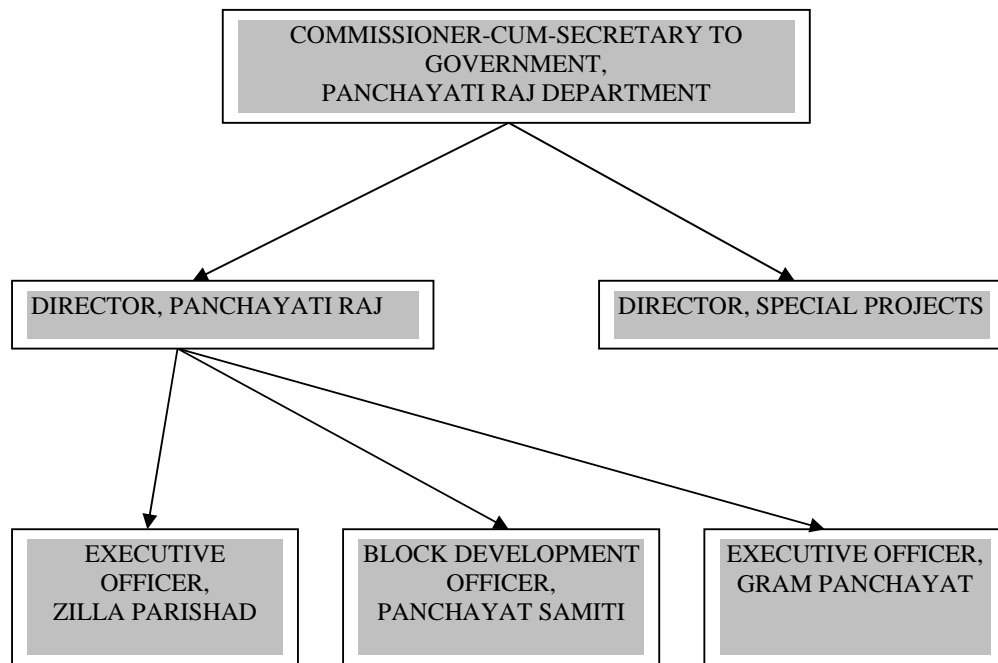 COMMISSIONER-CUM-SECRETARY TO
GOVERNMENT,
PANCHAYATI RAJ DEPARTMENT
DIRECTOR, PANCHAYATI RAJ
DIRECTOR, SPECIAL PROJECTS
EXECUTIVE
OFFICER,
ZILLA PARISHAD
BLOCK DEVELOPMENT
OFFICER,
PANCHAYAT SAMITI
EXECUTIVE OFFICER,
GRAM PANCHAYAT